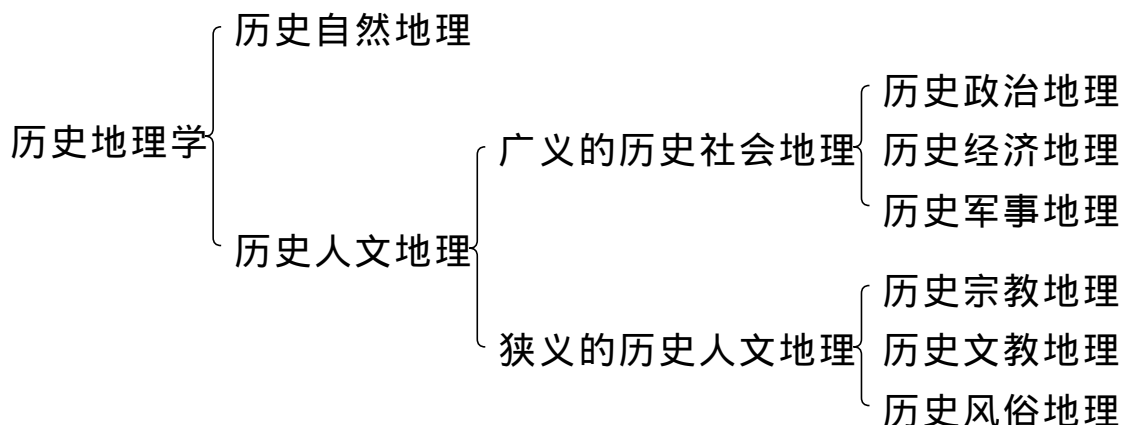 历史地理学
历史自然地理
历史人文地理
广义的历史社会地理
历史政治地理
历史经济地理
历史军事地理
狭义的历史人文地理
历史宗教地理
历史文教地理
历史风俗地理